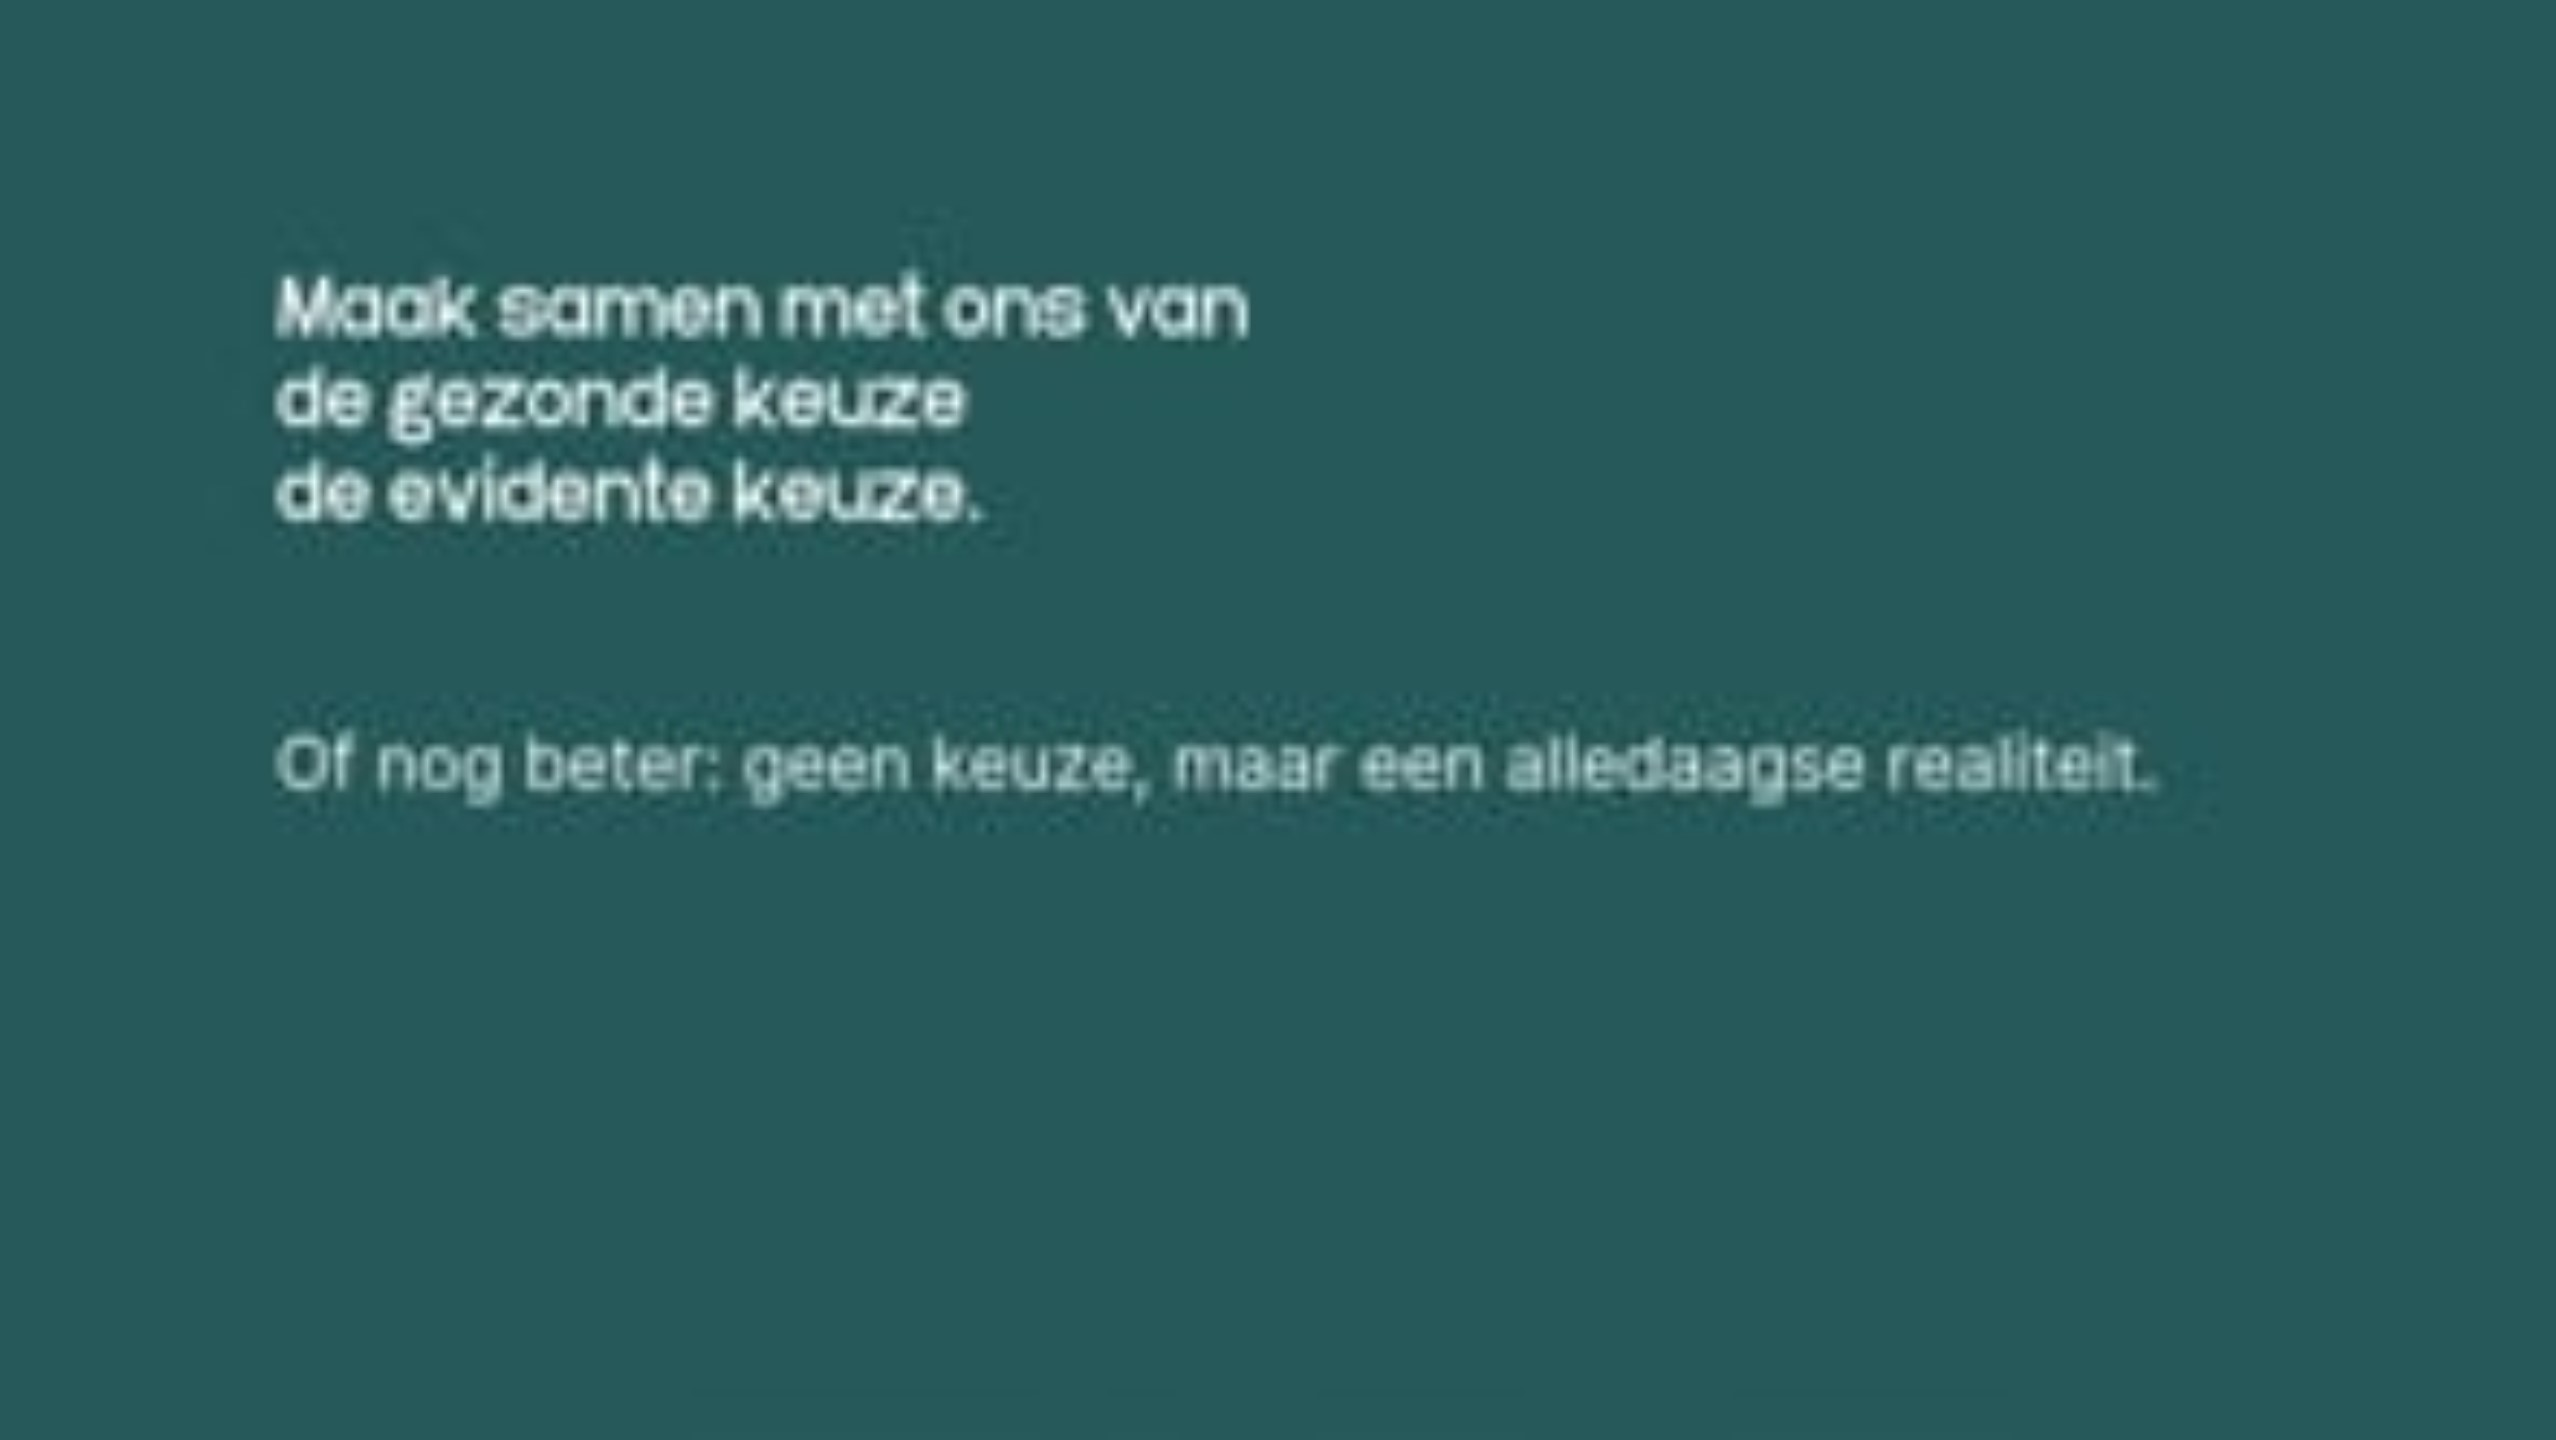 Maak samen met ons van
de gezonde keuze
de evidente keuze.
Of nog beter: geen keuze, maar een alledaagse realiteit.